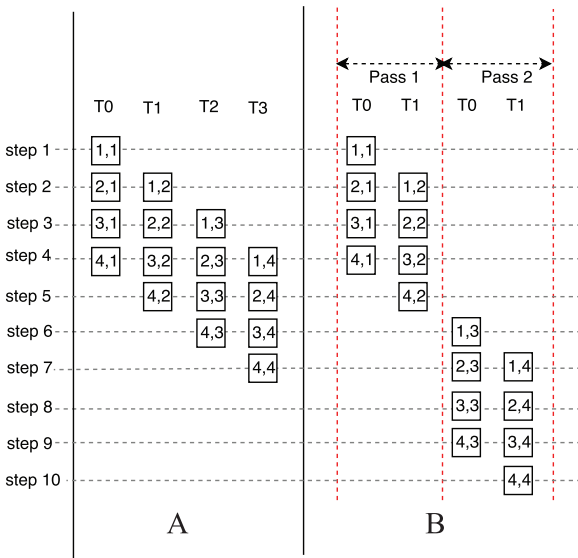 Pass 1 Pass 2
T0 T1 T2 T3 T0 T1 T0 T1
step 1 1,1 1,1
step 2 2,1 1,2 2,1 1,2
step 3 3,1 2,2 1,3 3,1 2,2
step 4 4,1 3,2 2,3 1,4 4,1 3,2
step 5 4,2 3,3 2,4 4,2
step 6 4,3 3,4 1,3
step 7 4,4 2,3 1,4
step 8 3,3 2,4
step 9 4,3 3,4
step 10 4,4
A B